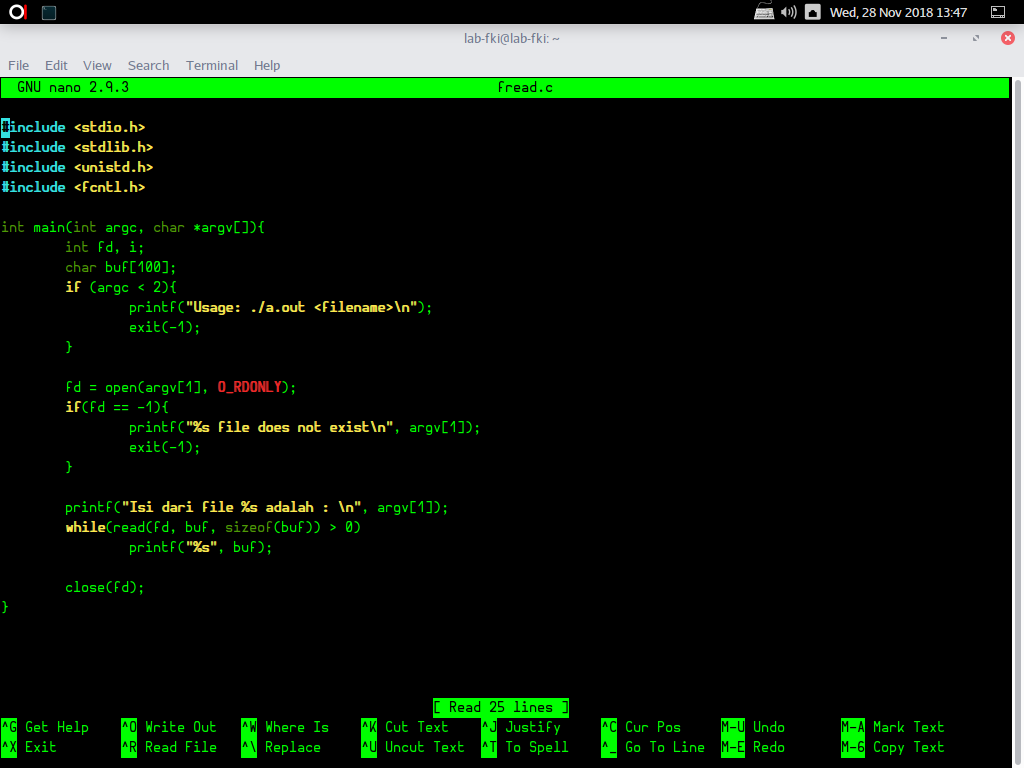 Wed, 28 Nov 2018 13:47
lab-fki@lab-fki: ~
File Edit View Search Terminal Help
GNU nano 2.9.3 fread.c
#include <stdio.h>
#include <stdlib.h>
#include <unistd.h>
#include <fcntl.h>
int main(int argc, char *argv[]){
int fd, i;
char buf[100];
if (argc < 2){
printf("Usage: ./a.out <filename>\n");
exit(-1);
}
fd = open(argv[1], O_RDONLY);
if(fd == -1){
printf("%s file does not exist\n", argv[1]);
exit(-1);
}
printf("Isi dari file %s adalah : \n", argv[1]);
while(read(fd, buf, sizeof(buf)) > 0)
printf("%s", buf);
close(fd);
}
[ Read 25 lines ]
^G Get Help ^O Write Out ^W Where Is ^K Cut Text ^J Justify ^C Cur Pos M-U Undo M-A Mark Text
^X Exit ^R Read File ^\ Replace ^U Uncut Text ^T To Spell ^_ Go To Line M-E Redo M-6 Copy Text